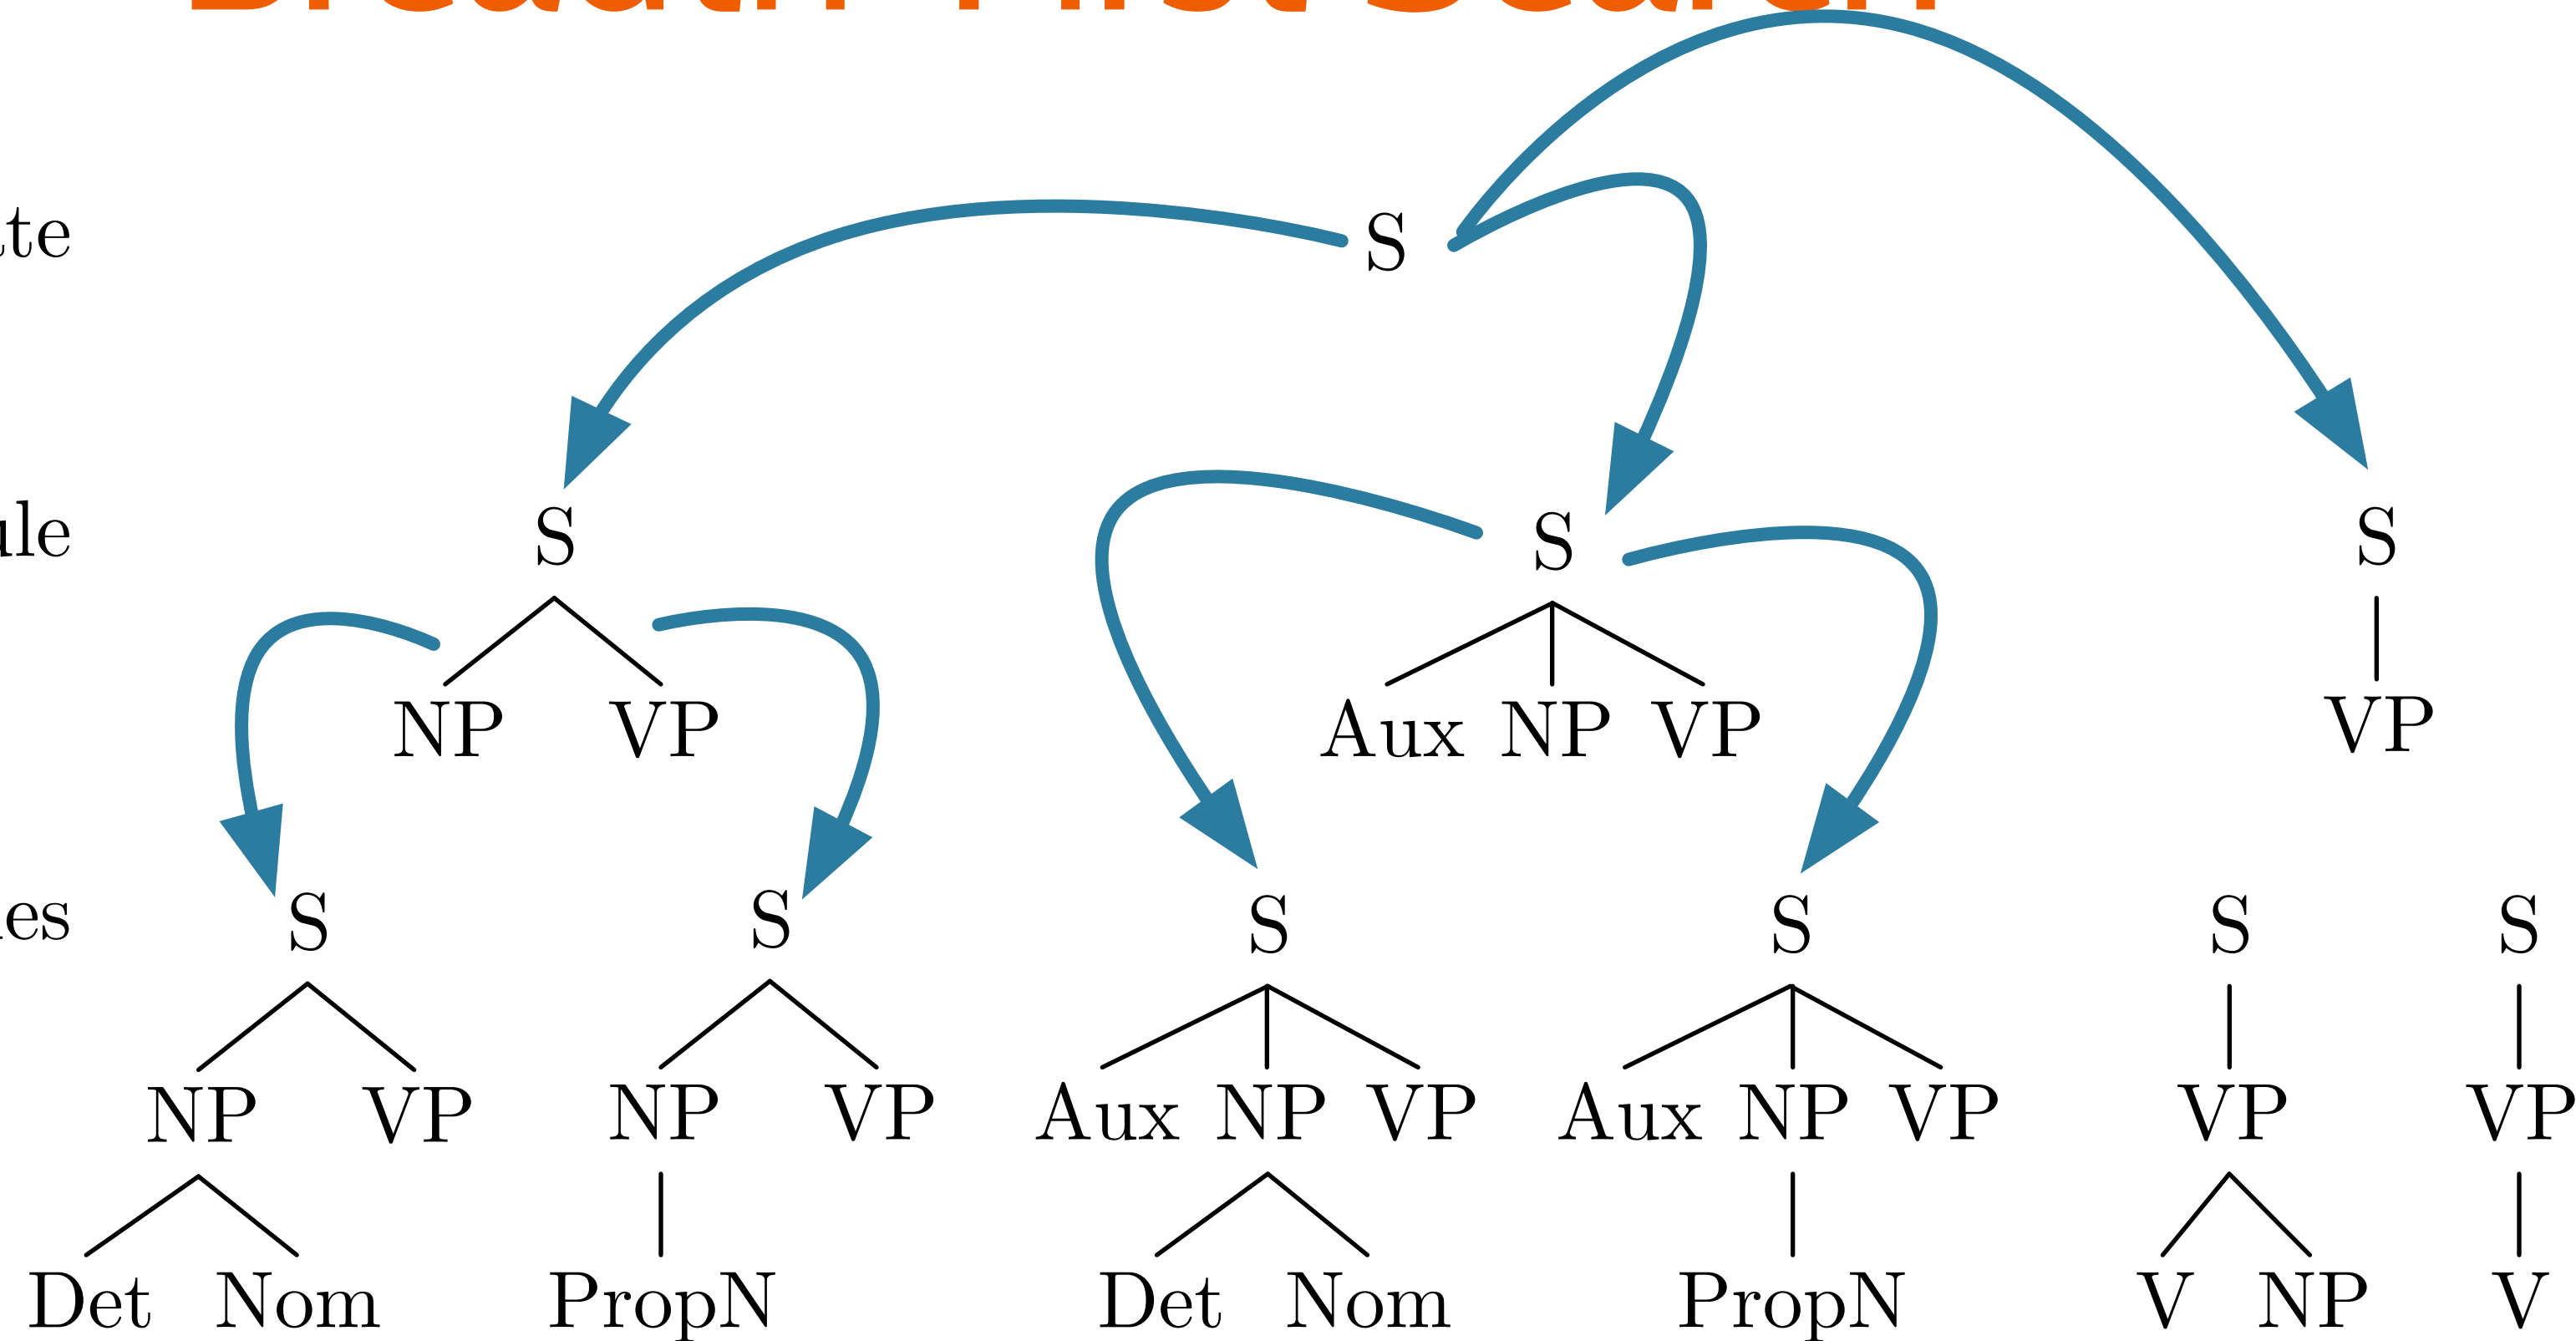 S
S S S
NP VP Aux NP VP VP
S S S S S S
NP VP NP VP Aux NP VP Aux NP VP VP VP
Det Nom PropN Det Nom PropN V NP V